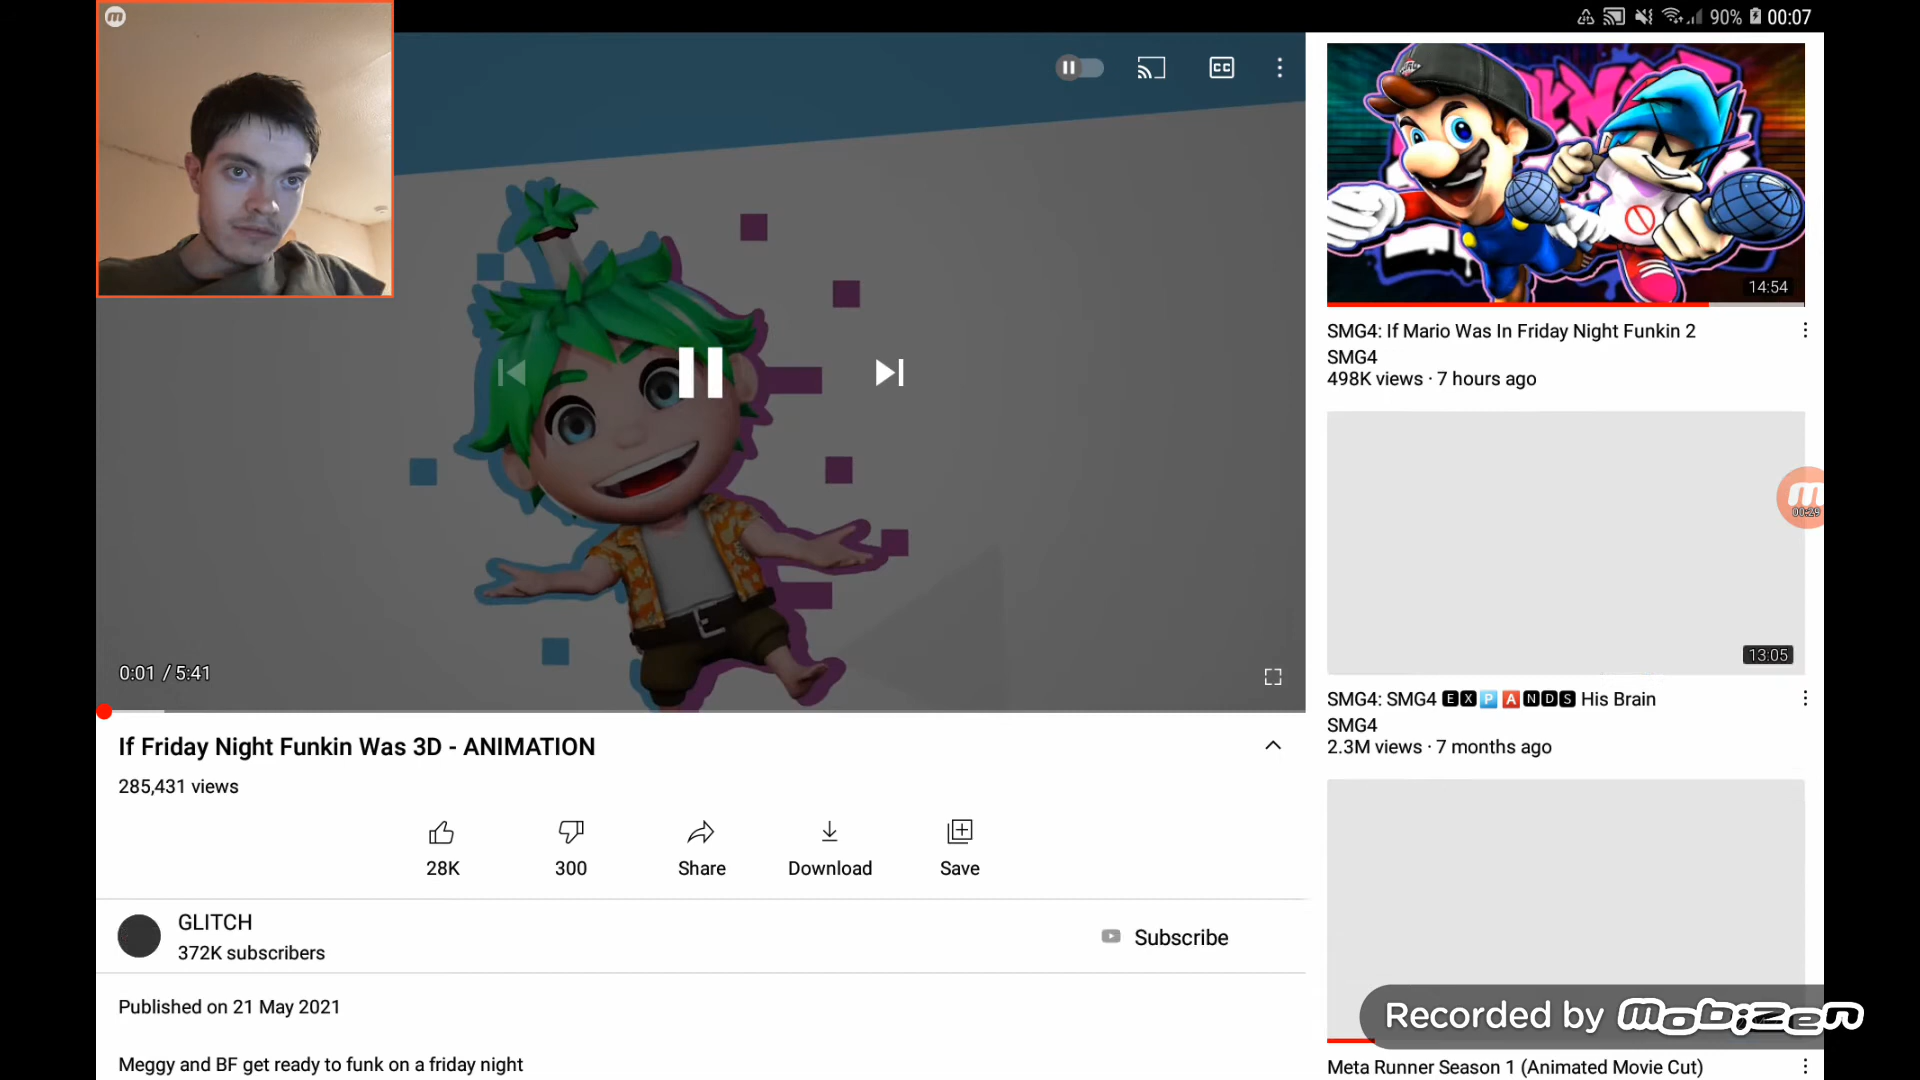 90% 00:07
CC
0:01 / 5:41
If Friday Night Funkin Was 3D - ANIMATION
285,431 views
28K
300
Share
Download
Save
GLITCH
372K subscribers
Subscribe
Published on 21 May 2021
Meggy and BF get ready to funk on a friday night
14:54
SMG4: If Mario Was In Friday Night Funkin 2
SMG4
498K views · 7 hours ago
00:29
13:05
SMG4: SMG4 🅴🆇🅿🅰🅽🅳🆂 His Brain
SMG4
2.3M views · 7 months ago
Recorded by mobizen
Meta Runner Season 1 (Animated Movie Cut)